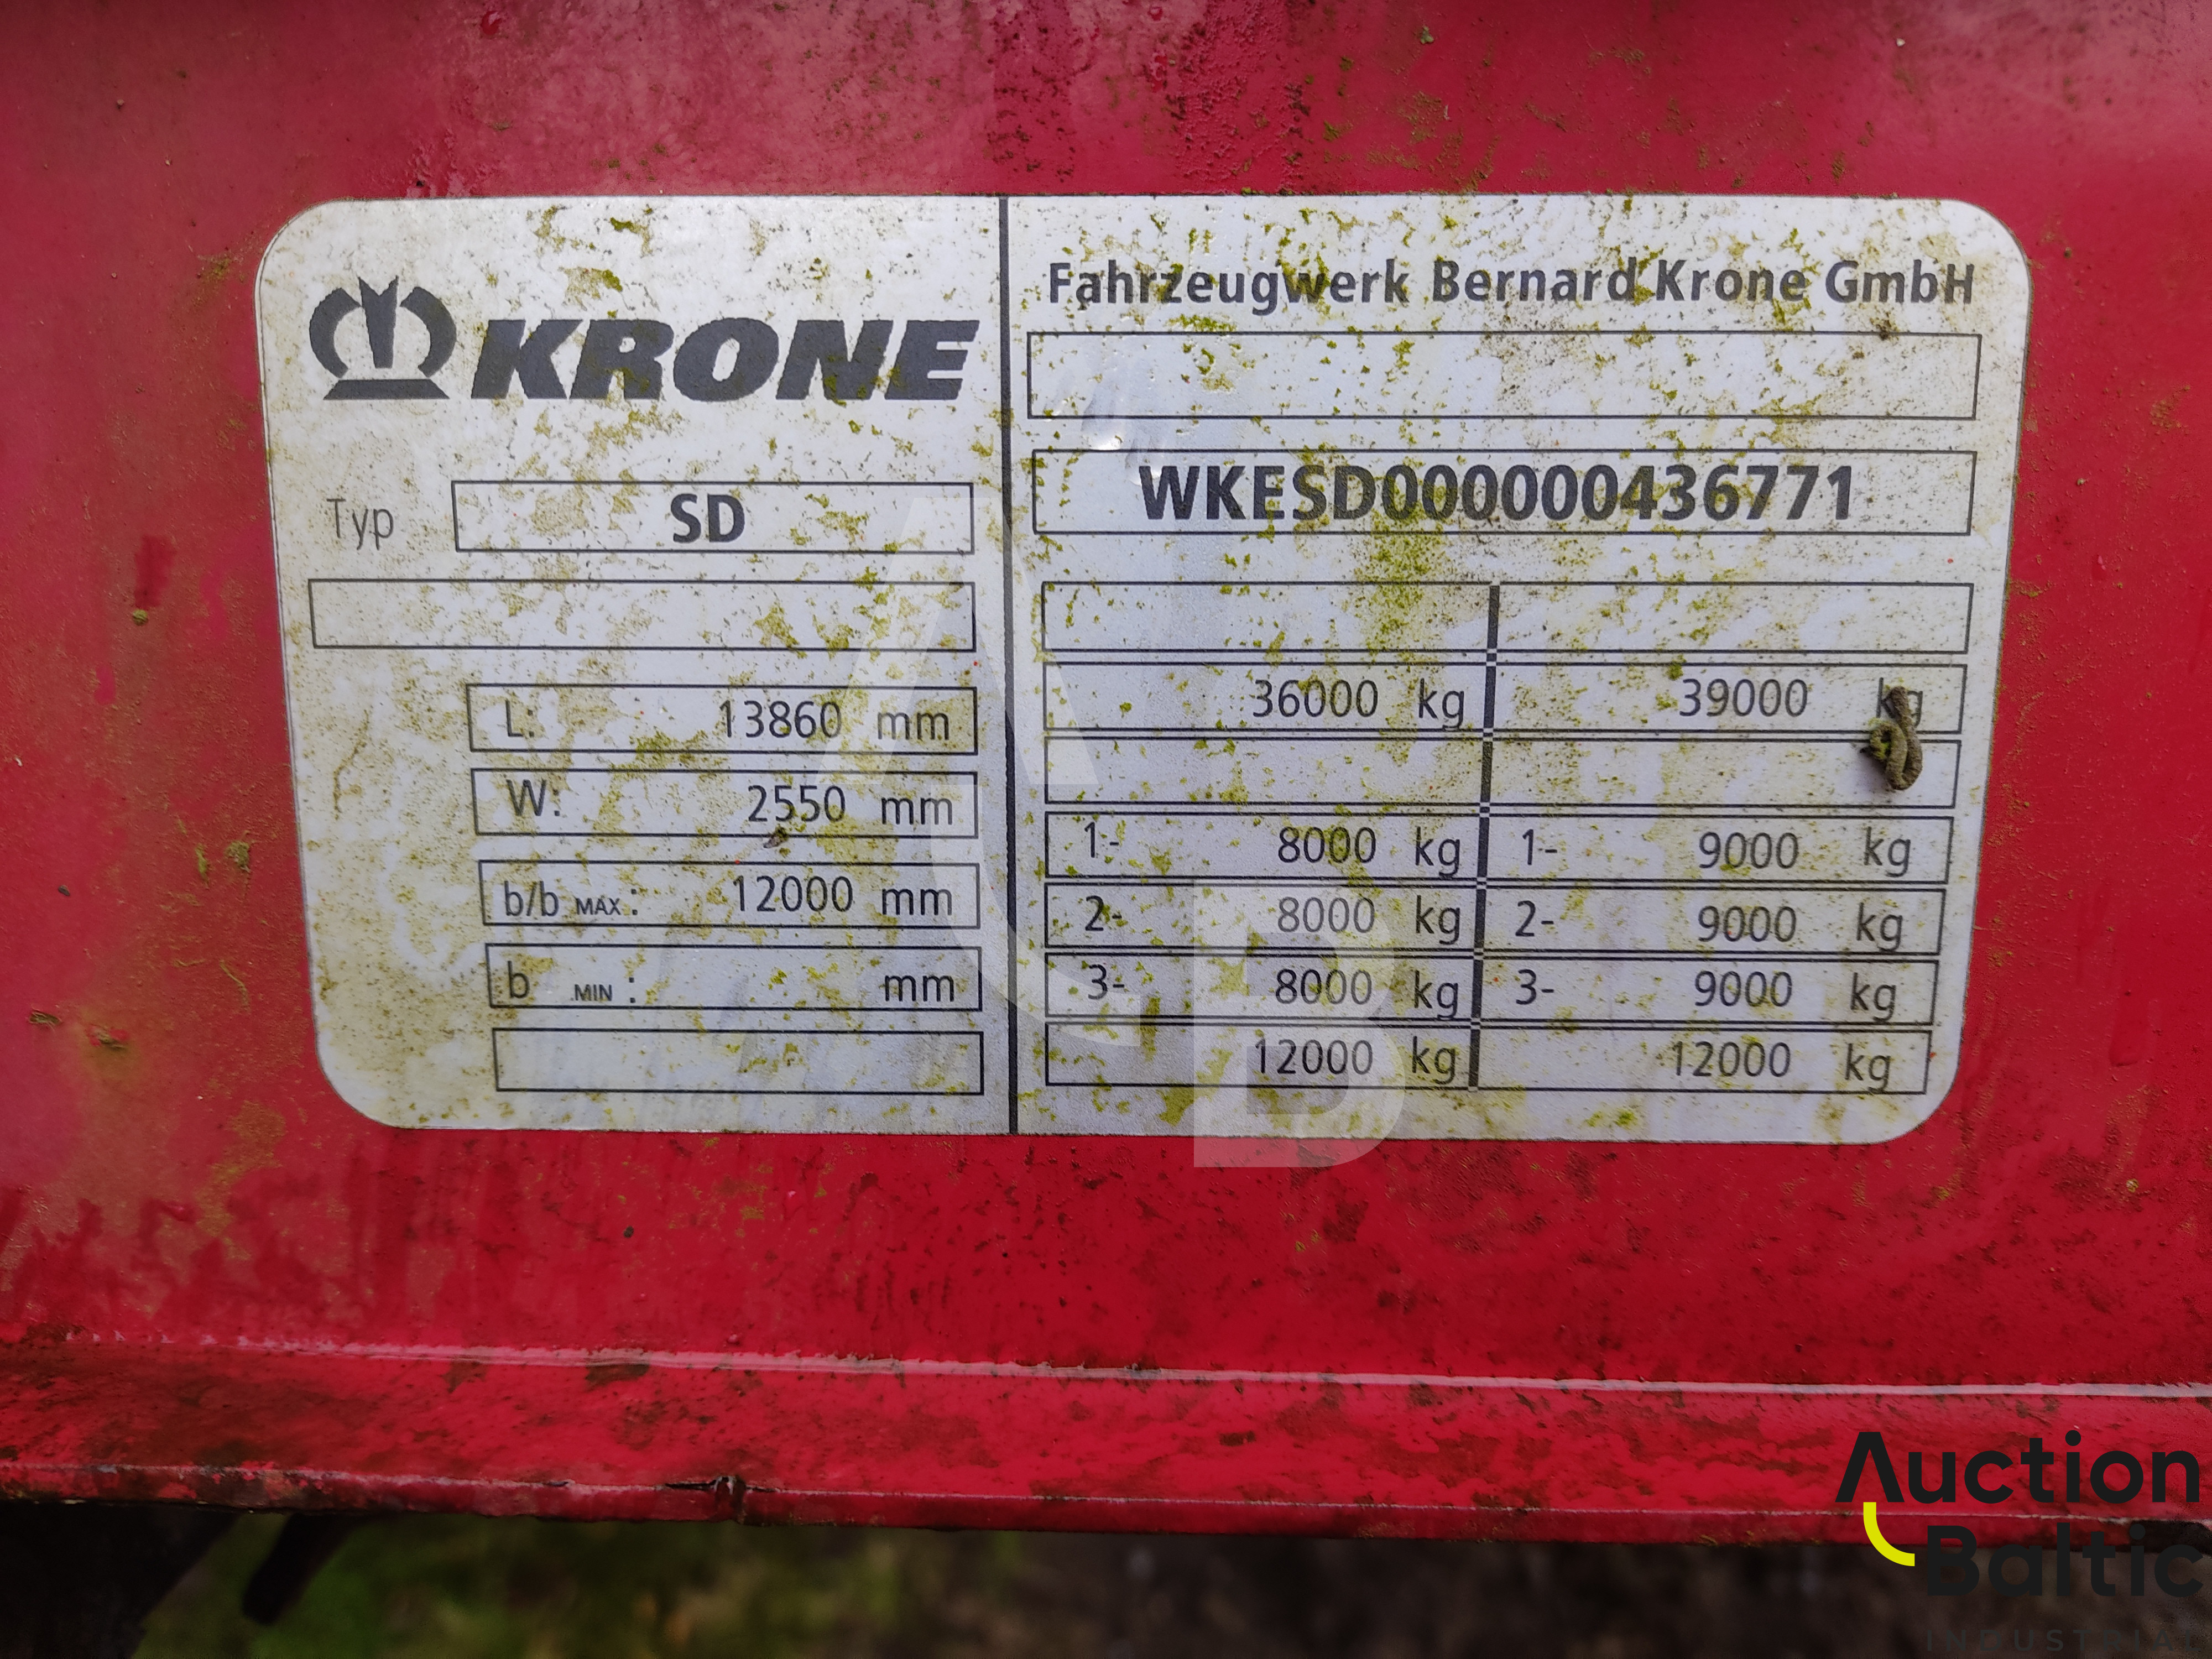 KRONE
Typ SD
L: 13860 mm
W: 2550 mm
b/b MAX: 12000 mm
b MIN: mm
Fahrzeugwerk Bernard Krone GmbH
WKESD000000436771
36000 kg 39000 kg
1- 8000 kg 1- 9000 kg
2- 8000 kg 2- 9000 kg
3- 8000 kg 3- 9000 kg
12000 kg 12000 kg
AB
Auction
Baltic
INDUSTRIAL